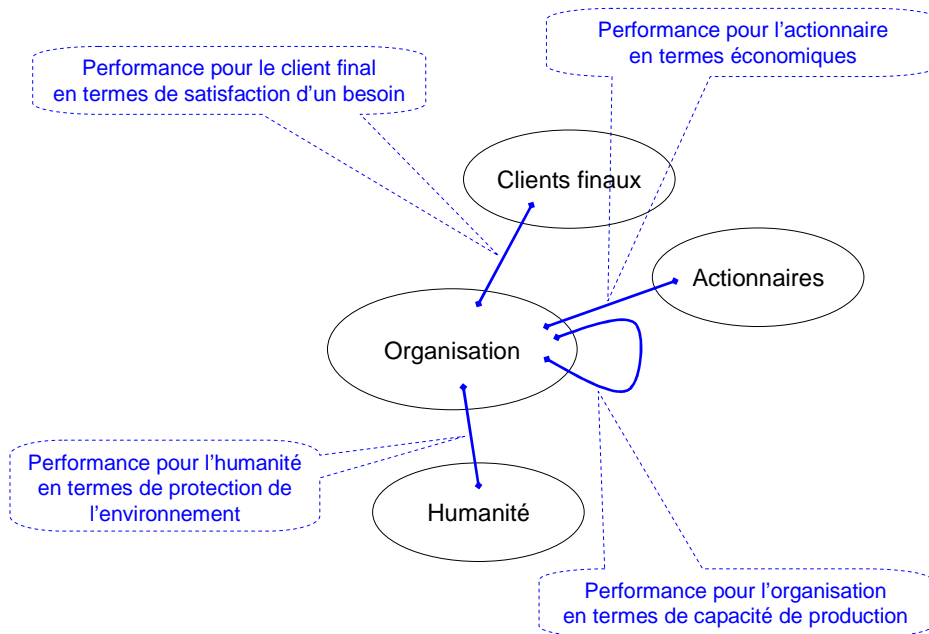 Performance pour l'actionnaire
en termes économiques
Performance pour le client final
en termes de satisfaction d'un besoin
Clients finaux
Actionnaires
Organisation
Performance pour l'humanité
en termes de protection de
l'environnement
Humanité
Performance pour l'organisation
en termes de capacité de production